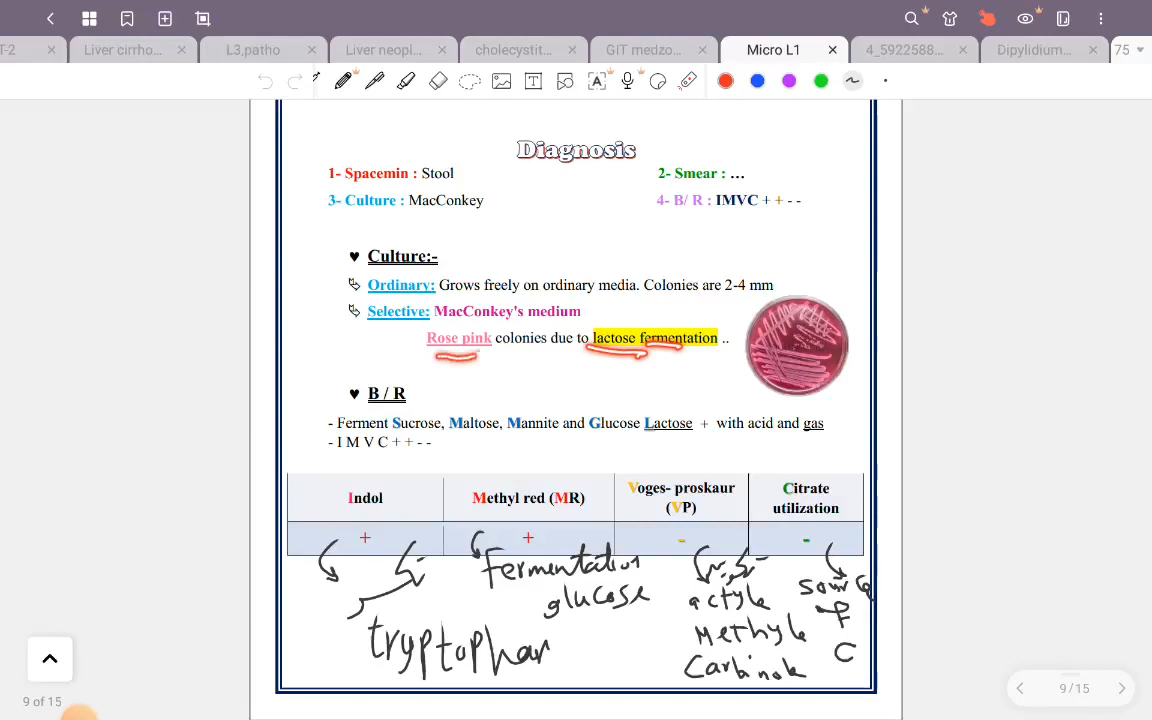 T-2
Liver cirrho...
L3,patho
Liver neopl...
cholecystit...
GIT medzo...
Micro L1
4_5922588...
Dipylidium...
75
Diagnosis
1- Spacemin : Stool
2- Smear : ...
3- Culture : MacConkey
4- B/ R : IMVC + + - -
♥ Culture:-
Ordinary: Grows freely on ordinary media. Colonies are 2-4 mm
Selective: MacConkey's medium
Rose pink colonies due to lactose fermentation ..
♥ B / R
- Ferment Sucrose, Maltose, Mannite and Glucose Lactose + with acid and gas
- I M V C + + - -
Indol
Methyl red (MR)
Voges- proskaur
(VP)
Citrate
utilization
+
+
-
-
Fermentation
glucose
tryptophan
actyle
Methyle
Carbinole
source
of
C
9 of 15
9/15